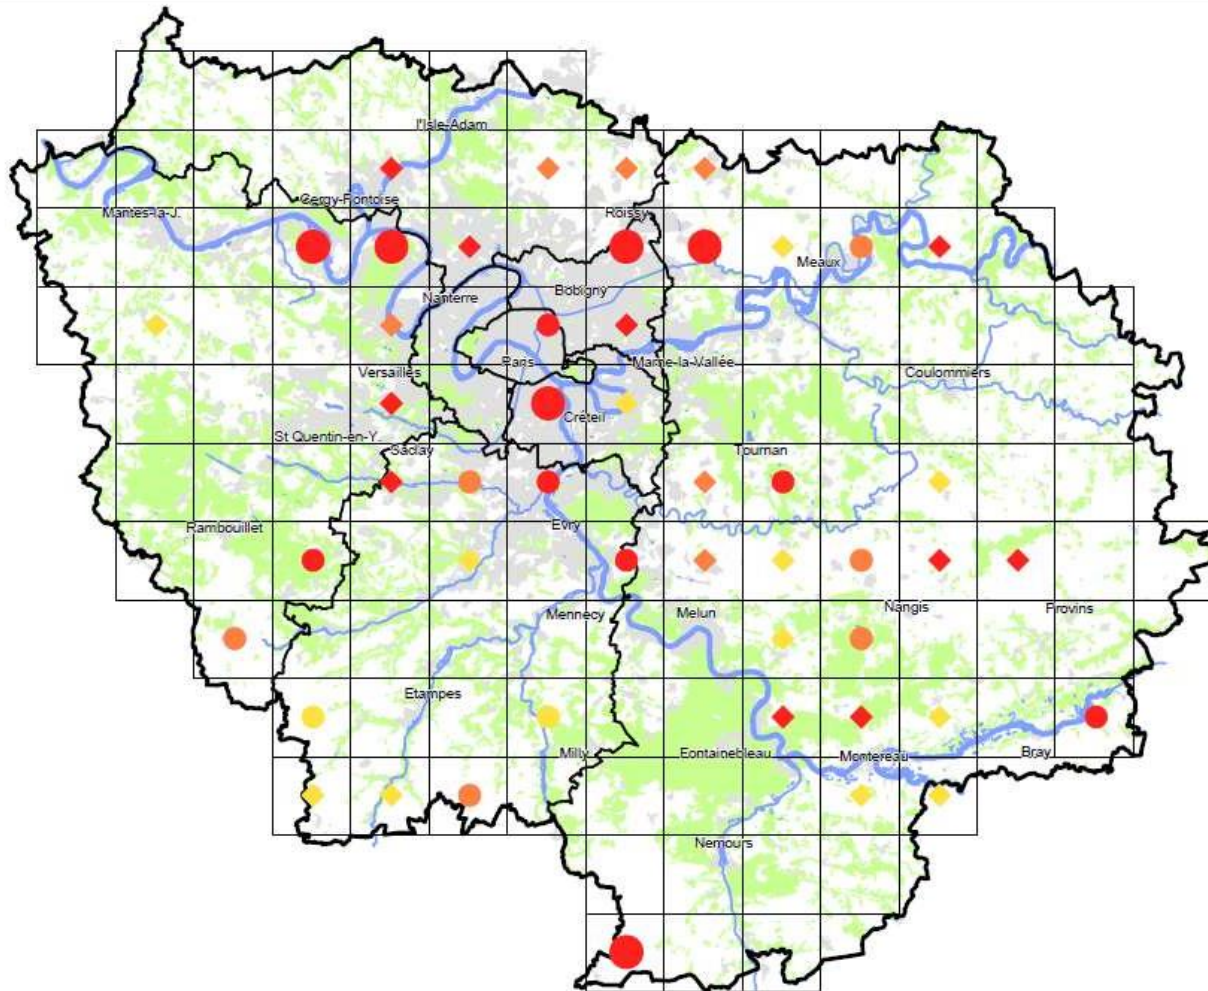 l'Isle-Adam
Cergy-Pontoise
Mantes-la-J.
Roissy
Meaux
Nanterre
Bobigny
Paris
Marne-la-Vallée
Versailles
Coulommiers
Créteil
St Quentin-en-Y.
Saclay
Tournan
Rambouillet
Evry
Mennecy
Melun
Nangis
Provins
Etampes
Milly
Fontainebleau
Montereau
Bray
Nemours